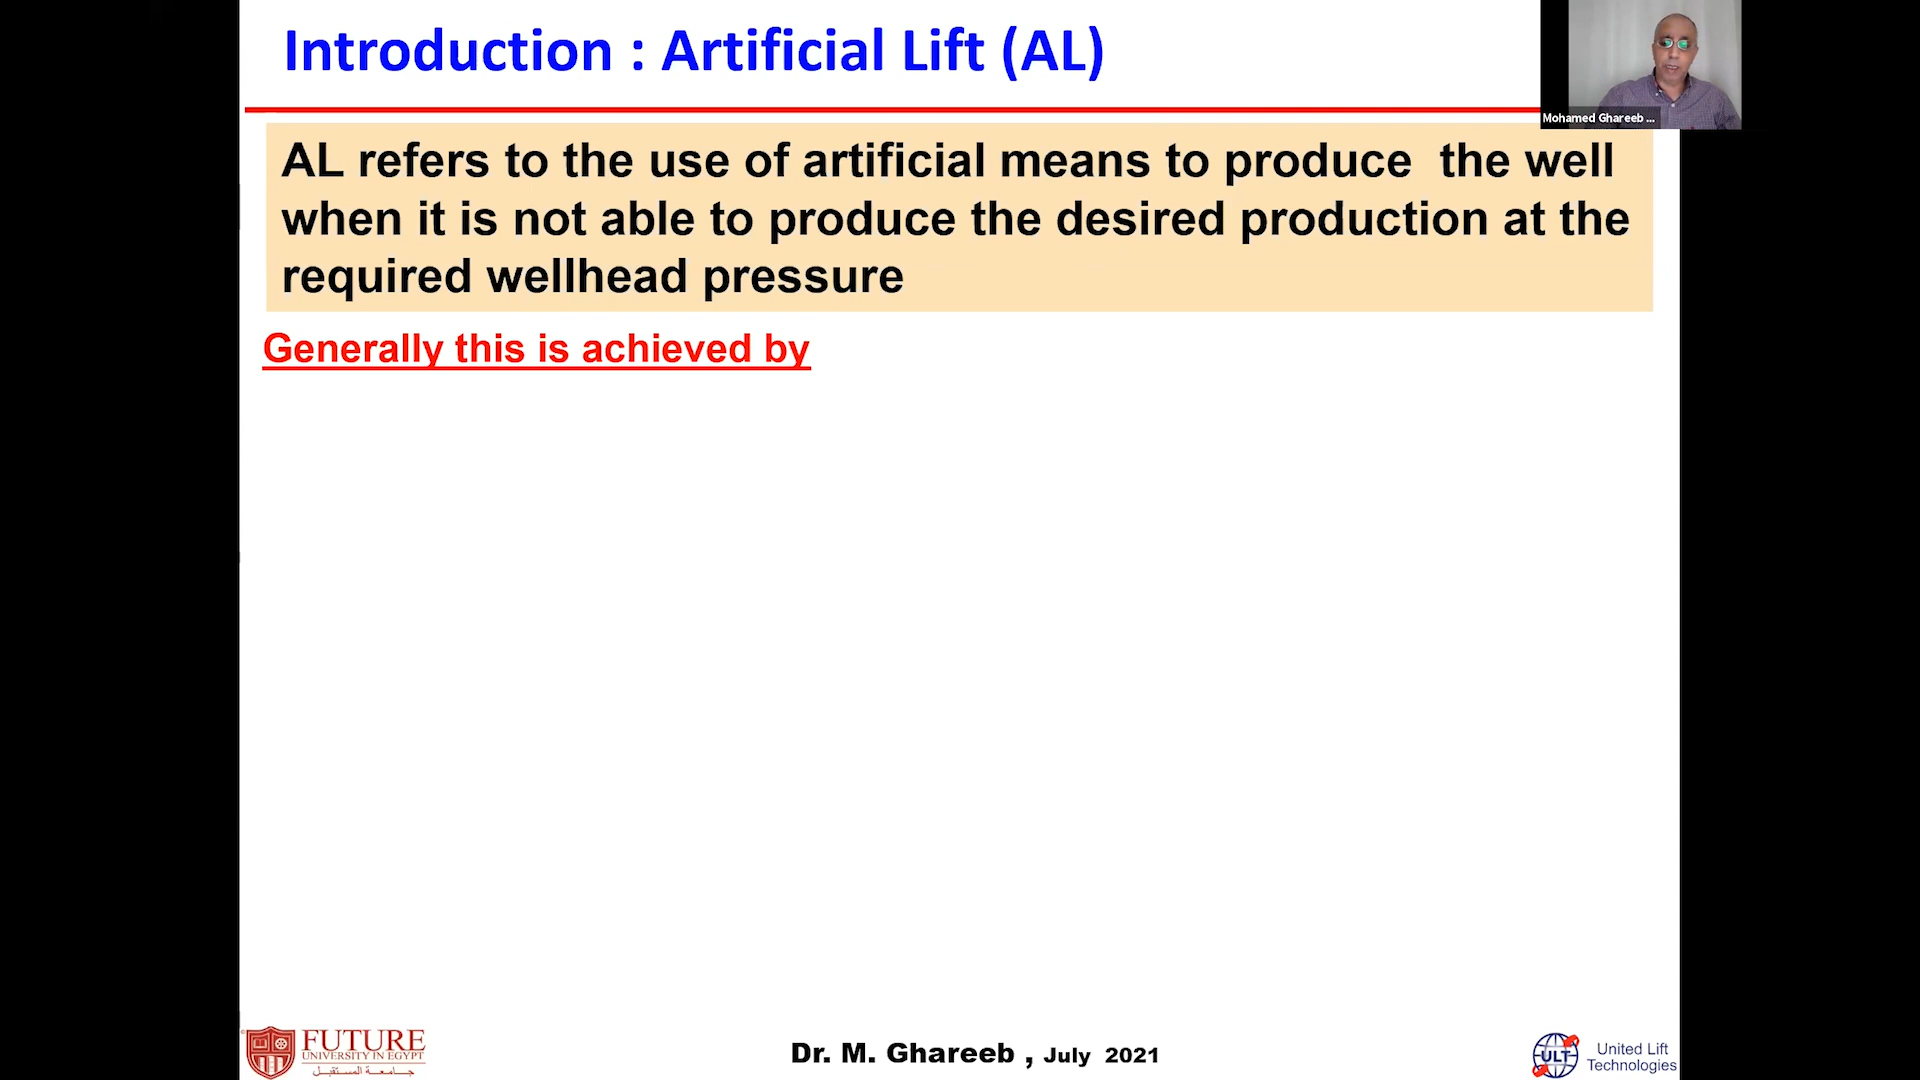 Introduction : Artificial Lift (AL)
Mohamed Ghareeb ...
AL refers to the use of artificial means to produce the well
when it is not able to produce the desired production at the
required wellhead pressure
Generally this is achieved by
FUTURE
UNIVERSITY IN EGYPT
جامعة المستقبل
Dr. M. Ghareeb , July 2021
ULT
United Lift
Technologies